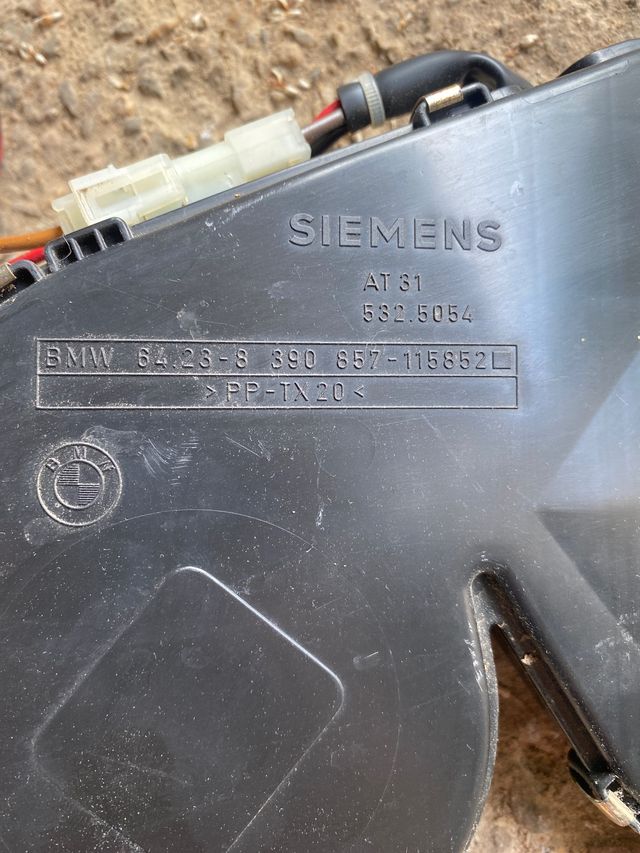 SIEMENS
AT 31
532.5054
BMW 64.23-8 390 857-115852
>PP-TX20<
BMW